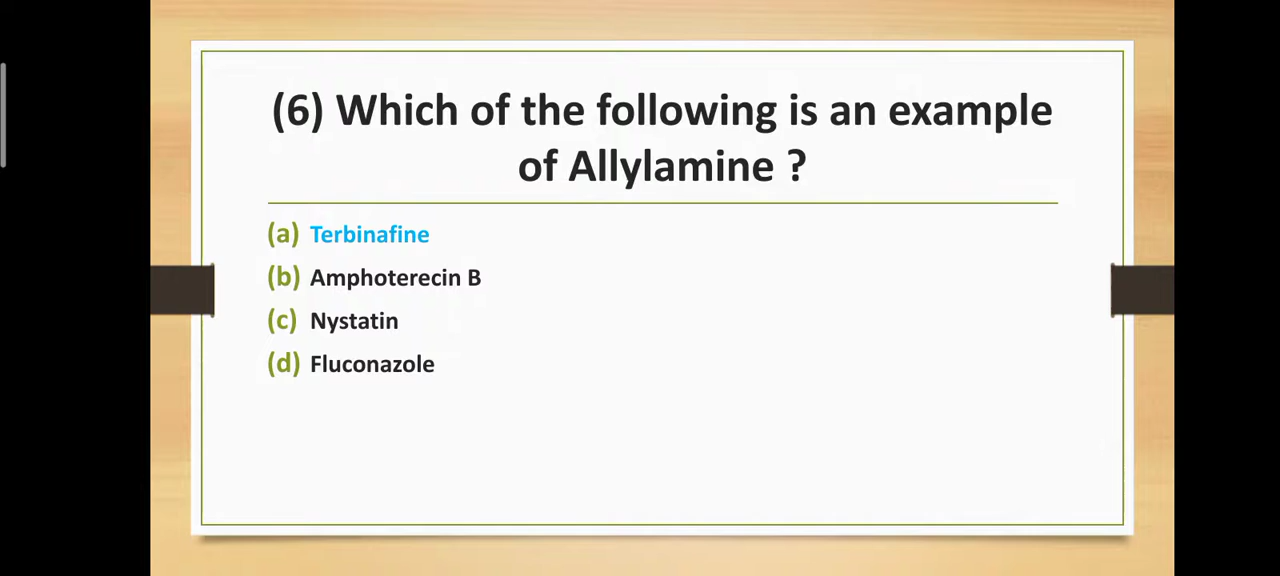 (6) Which of the following is an example
of Allylamine ?
(a) Terbinafine
(b) Amphoterecin B
(c) Nystatin
(d) Fluconazole